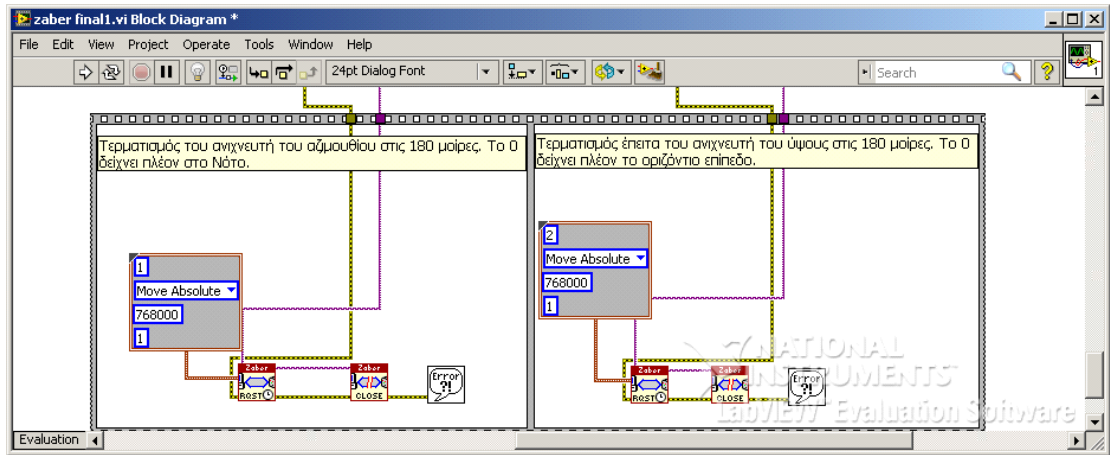 zaber final1.vi Block Diagram *
File Edit View Project Operate Tools Window Help
24pt Dialog Font
Search
1
Τερματισμός του ανιχνευτή του αζιμουθίου στις 180 μοίρες. Το 0
δείχνει πλέον στο Νότο.
Τερματισμός έπειτα του ανιχνευτή του ύψους στις 180 μοίρες. Το 0
δείχνει πλέον το οριζόντιο επίπεδο.
1
Move Absolute
768000
1
2
Move Absolute
768000
1
Zaber
RQST
Zaber
CLOSE
Error
?!
Zaber
RQST
Zaber
CLOSE
Error
?!
NATIONAL
INSTRUMENTS
LabVIEW Evaluation Software
Evaluation